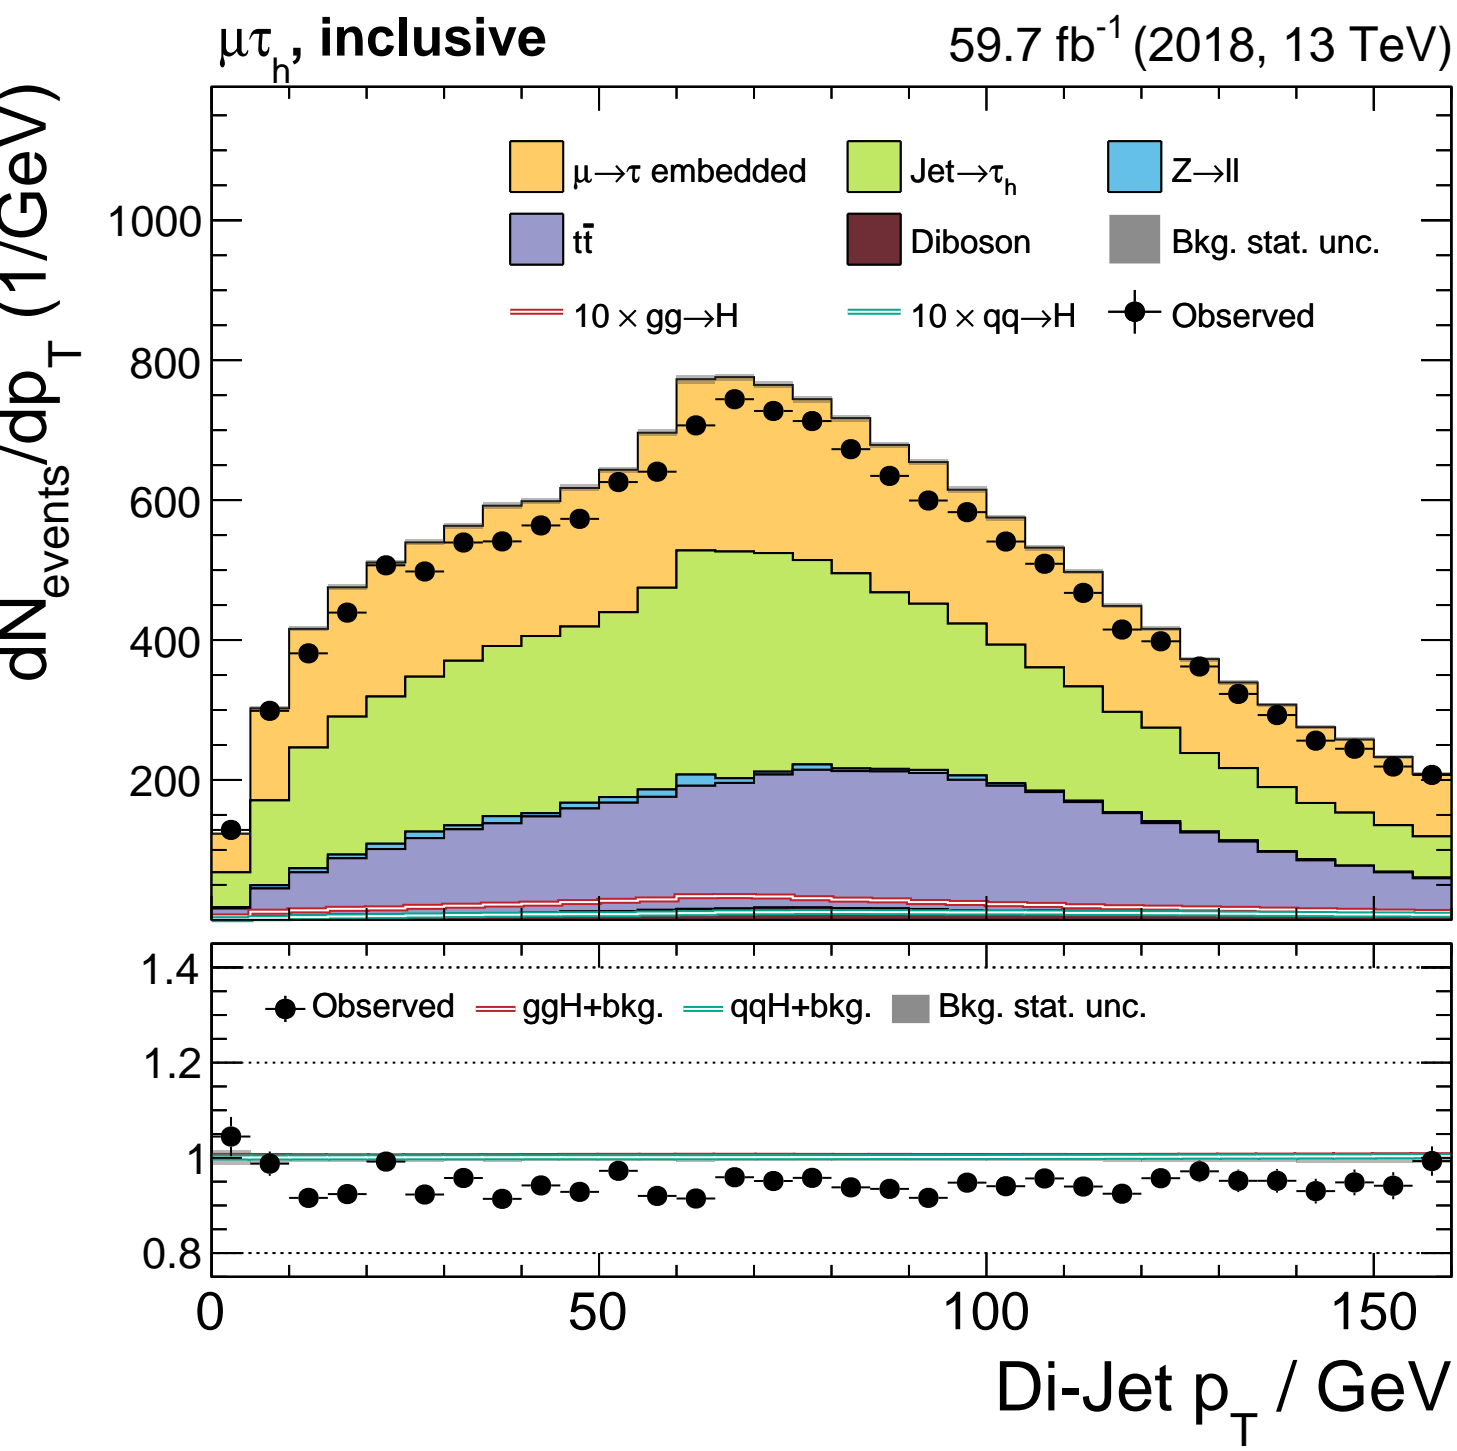 μτh, inclusive
59.7 fb-1 (2018, 13 TeV)
dNevents/dpT (1/GeV)
μ→τ embedded
Jet→τh
Z→ll
tt̄
Diboson
Bkg. stat. unc.
10 × gg→H
10 × qq→H
Observed
1000
800
600
400
200
1.4
Observed
ggH+bkg.
qqH+bkg.
Bkg. stat. unc.
1.2
1
0.8
0
50
100
150
Di-Jet pT / GeV